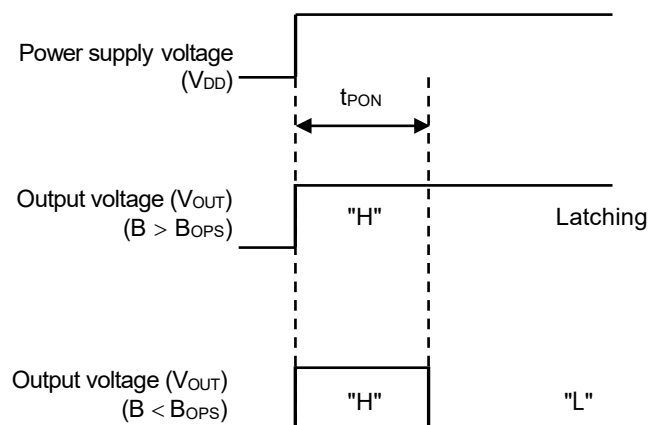 Power supply voltage
(VDD)
tPON
Output voltage (VOUT)
(B > BOPS)
"H"
Latching
Output voltage (VOUT)
(B < BOPS)
"H"
"L"